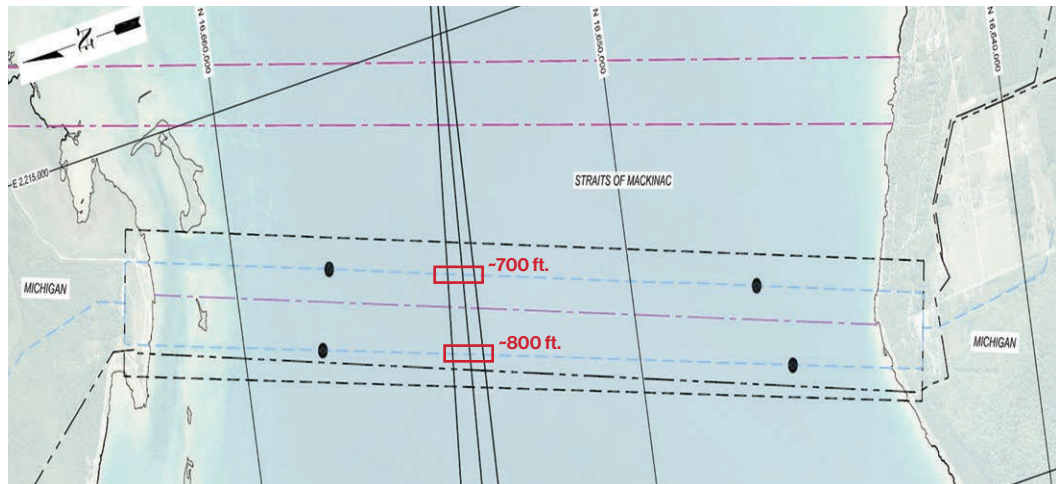 N
N 16,660,000
N 16,650,000
N 16,640,000
E 2,215,000
STRAITS OF MACKINAC
~700 ft.
MICHIGAN
~800 ft.
MICHIGAN